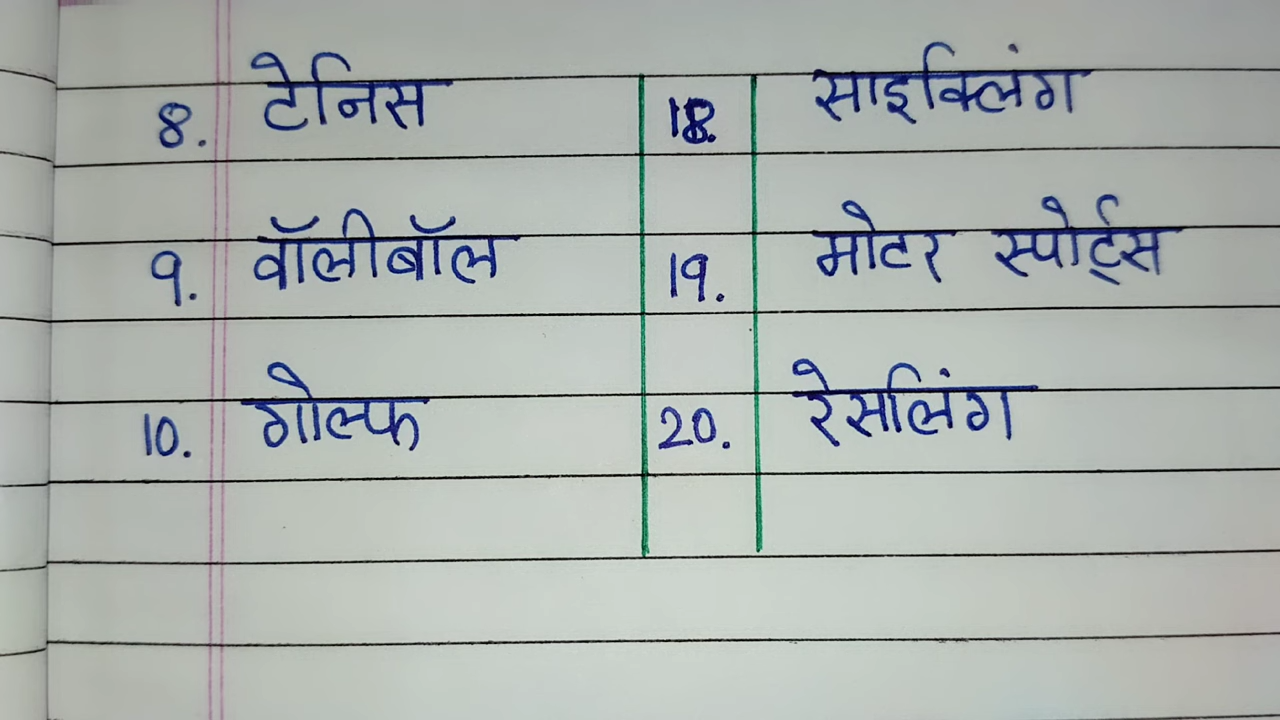 8. टेनिस 18. साइक्लिंग
9. वॉलीबॉल 19. मोटर स्पोर्ट्स
10. गोल्फ 20. रेसलिंग